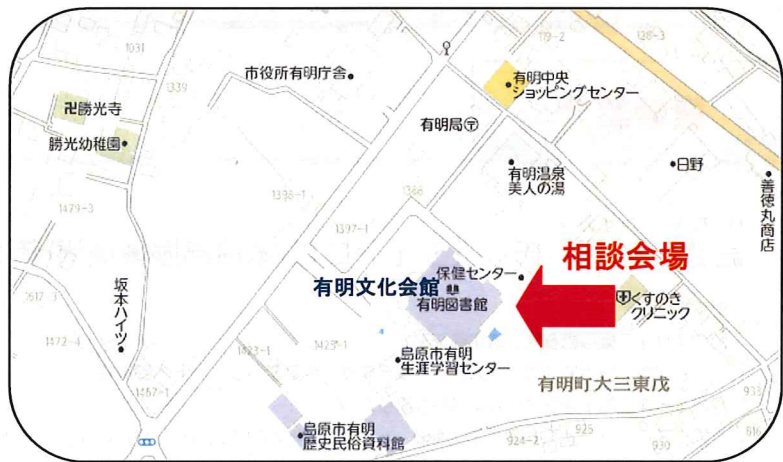 1031
119-2
128-3
市役所有明庁舎
有明中央
ショッピングセンター
1339
卍勝光寺
有明局〒
勝光幼稚園
日野
有明温泉
美人の湯
善徳丸商店
1398-1
1386
1479-3
1397-1
相談会場
保健センター
有明文化会館
有明図書館
くすのき
クリニック
坂本ハイツ
1617-3
1472-4
1423-1
1423-1
島原市有明
生涯学習センター
有明町大三東戊
933
1467-1
島原市有明
歴史民俗資料館
924-2
925
930
816